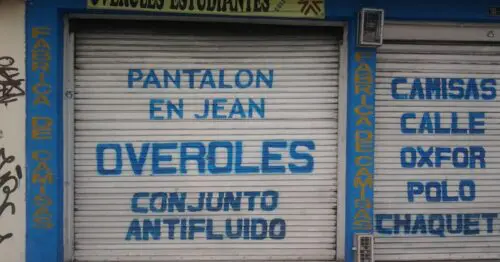 OVEROLES ESTUDIANTES
FABRICA DE CAMISAS
PANTALON
EN JEAN
OVEROLES
CONJUNTO
ANTIFLUIDO
FABRICA DE CAMISAS
CAMISAS
CALLE
OXFOR
POLO
CHAQUET